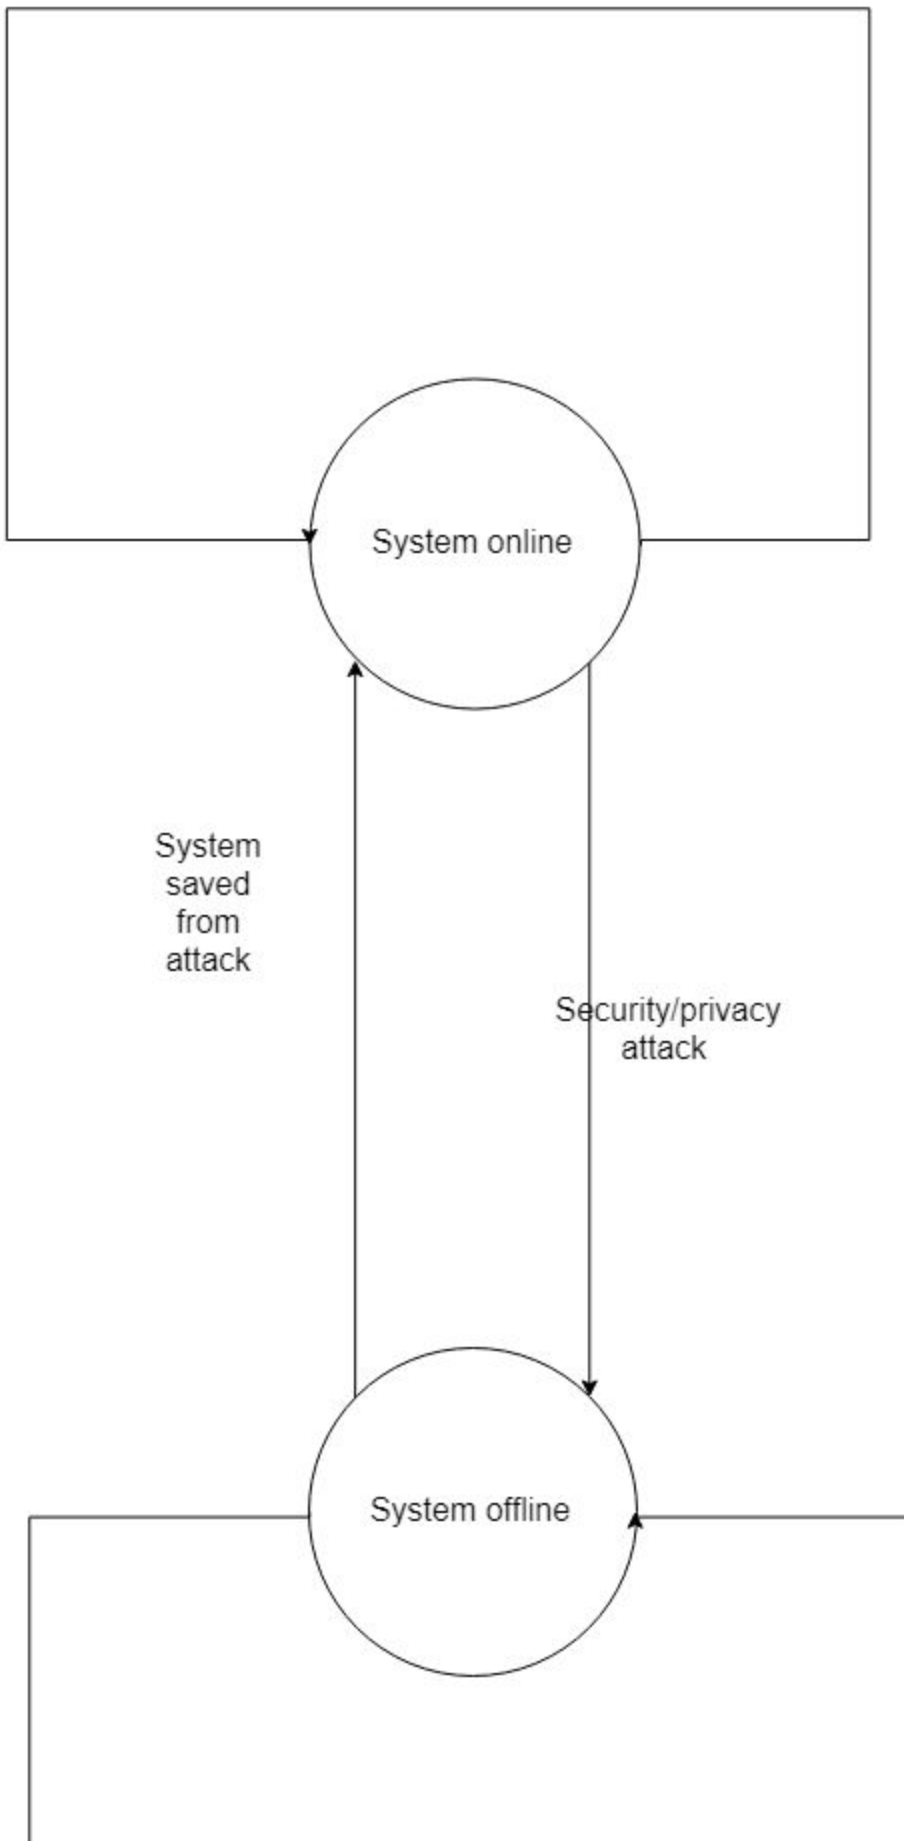 System online
System
saved
from
attack
Security/privacy
attack
System offline